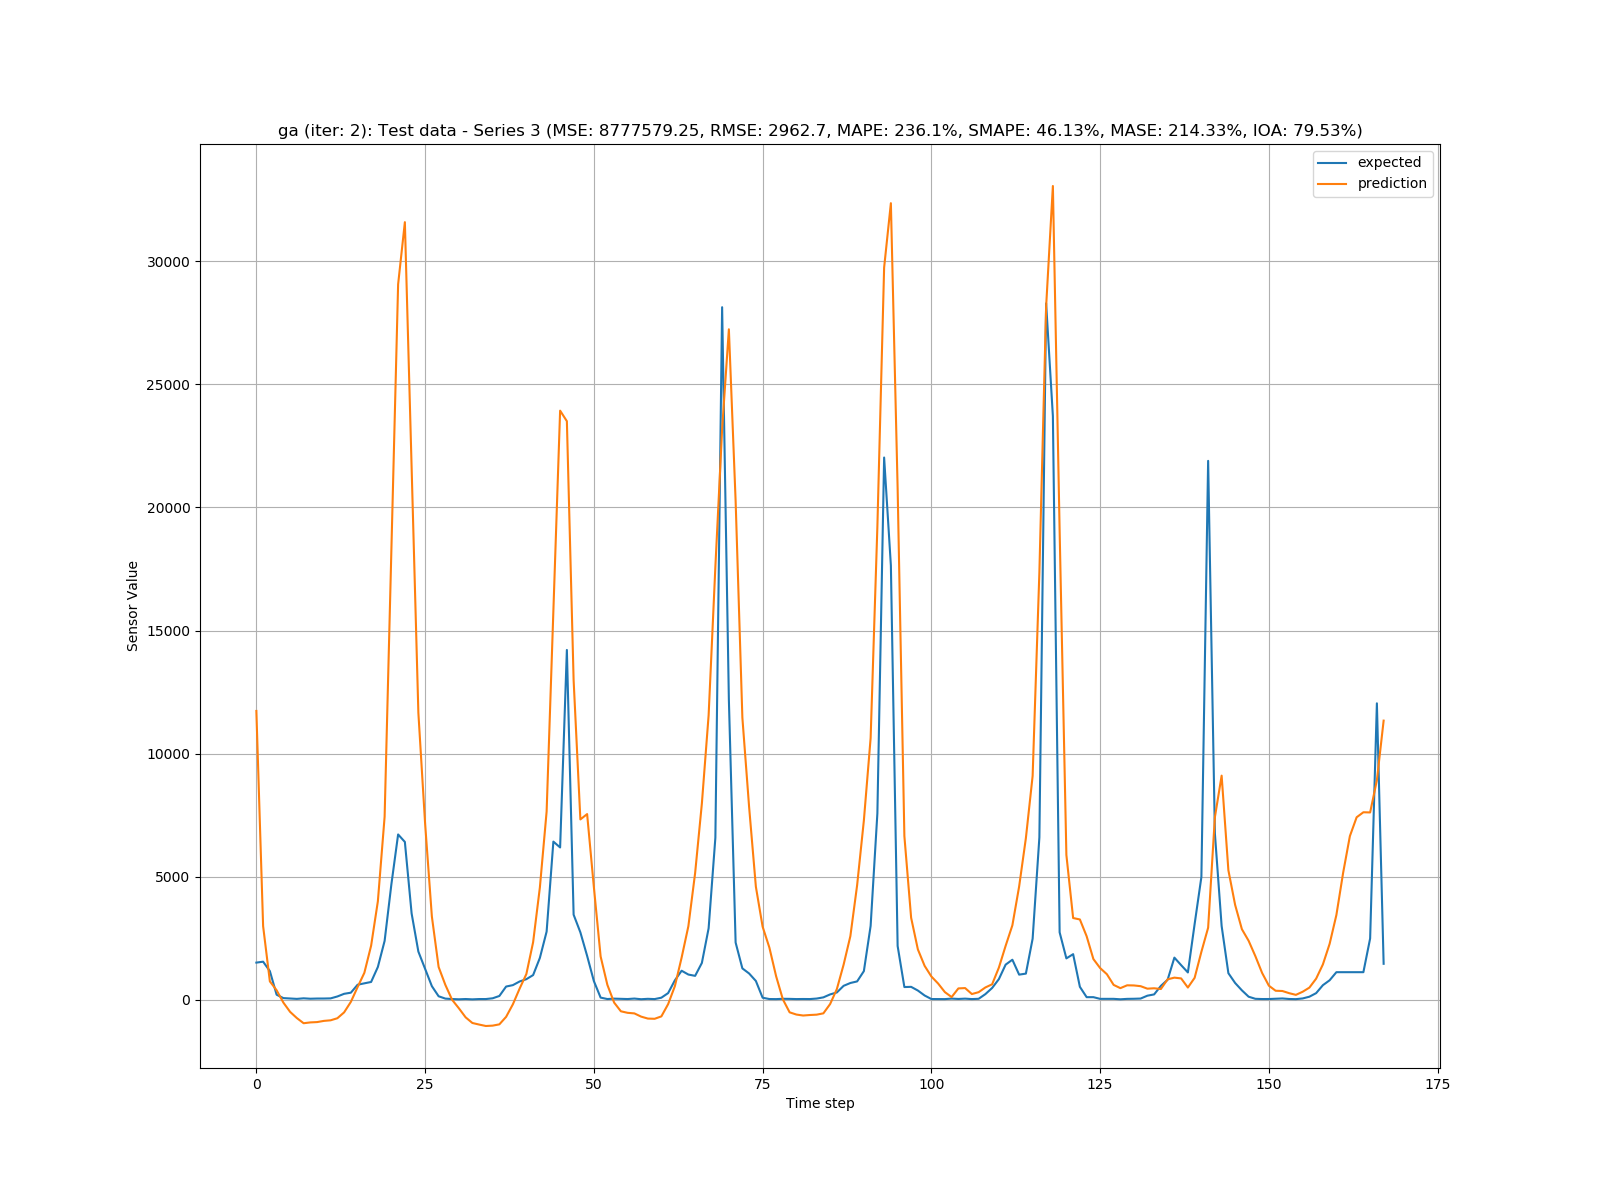 ga (iter: 2): Test data - Series 3 (MSE: 8777579.25, RMSE: 2962.7, MAPE: 236.1%, SMAPE: 46.13%, MASE: 214.33%, IOA: 79.53%)
expected
prediction
30000
25000
20000
15000
10000
5000
0
Sensor Value
0 25 50 75 100 125 150 175
Time step